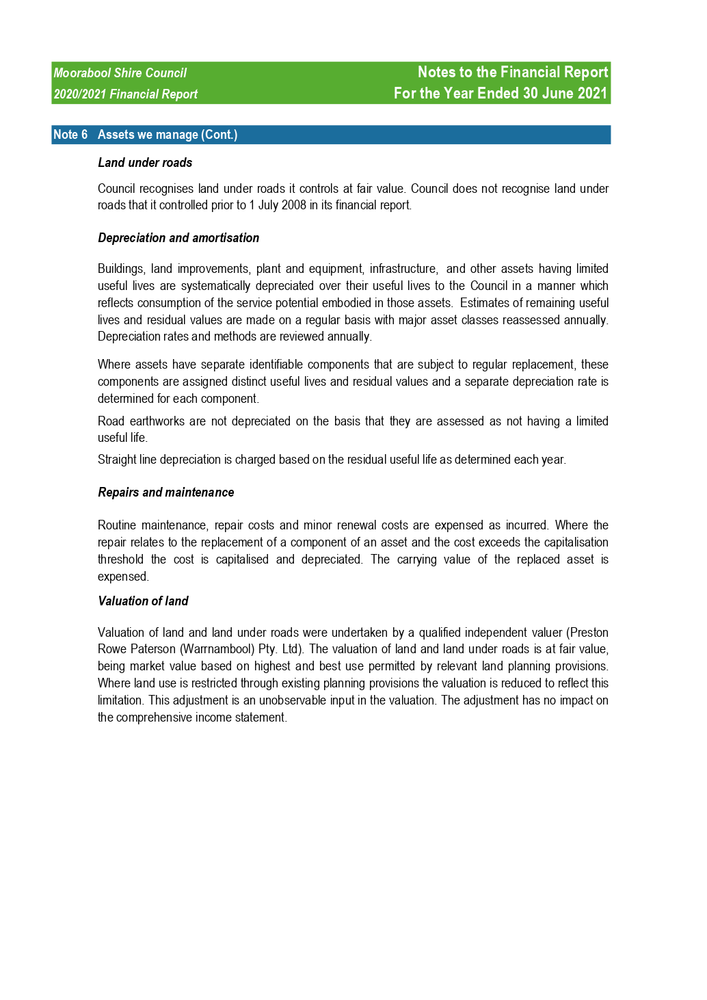 Moorabool Shire Council
Notes to the Financial Report
2020/2021 Financial Report
For the Year Ended 30 June 2021
Note 6 Assets we manage (Cont.)
Land under roads
Council recognises land under roads it controls at fair value. Council does not recognise land under
roads that it controlled prior to 1 July 2008 in its financial report.
Depreciation and amortisation
Buildings, land improvements, plant and equipment, infrastructure, and other assets having limited
useful lives are systematically depreciated over their useful lives to the Council in a manner which
reflects consumption of the service potential embodied in those assets. Estimates of remaining useful
lives and residual values are made on a regular basis with major asset classes reassessed annually.
Depreciation rates and methods are reviewed annually.
Where assets have separate identifiable components that are subject to regular replacement, these
components are assigned distinct useful lives and residual values and a separate depreciation rate is
determined for each component.
Road earthworks are not depreciated on the basis that they are assessed as not having a limited
useful life.
Straight line depreciation is charged based on the residual useful life as determined each year.
Repairs and maintenance
Routine maintenance, repair costs and minor renewal costs are expensed as incurred. Where the
repair relates to the replacement of a component of an asset and the cost exceeds the capitalisation
threshold the cost is capitalised and depreciated. The carrying value of the replaced asset is
expensed.
Valuation of land
Valuation of land and land under roads were undertaken by a qualified independent valuer (Preston
Rowe Paterson (Warrnambool) Pty. Ltd). The valuation of land and land under roads is at fair value,
being market value based on highest and best use permitted by relevant land planning provisions.
Where land use is restricted through existing planning provisions the valuation is reduced to reflect this
limitation. This adjustment is an unobservable input in the valuation. The adjustment has no impact on
the comprehensive income statement.